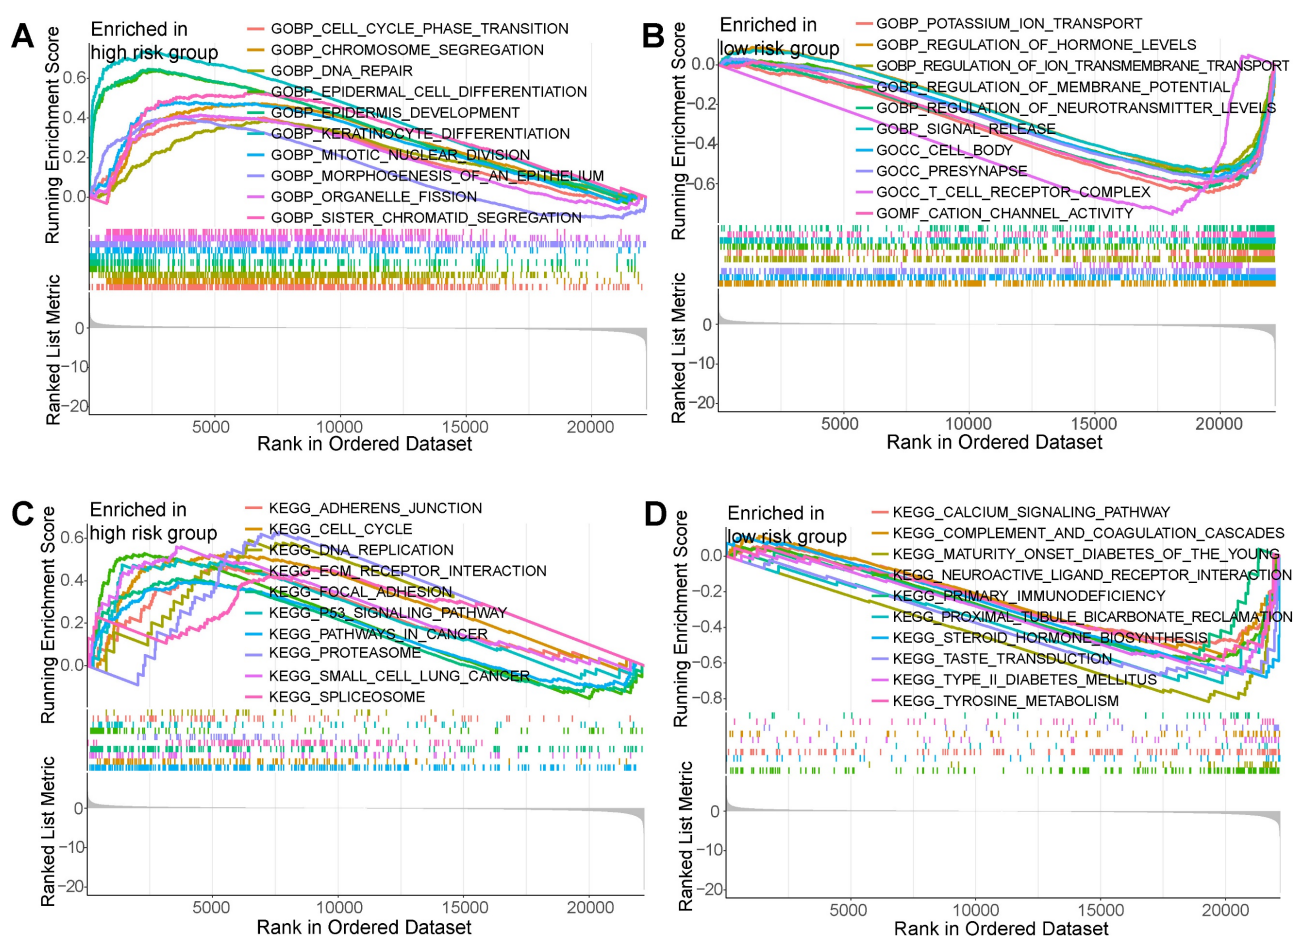 A
Enriched in
high risk group
GOBP_CELL_CYCLE_PHASE_TRANSITION
GOBP_CHROMOSOME_SEGREGATION
GOBP_DNA_REPAIR
GOBP_EPIDERMAL_CELL_DIFFERENTIATION
GOBP_EPIDERMIS_DEVELOPMENT
GOBP_KERATINOCYTE_DIFFERENTIATION
GOBP_MITOTIC_NUCLEAR_DIVISION
GOBP_MORPHOGENESIS_OF_AN_EPITHELIUM
GOBP_ORGANELLE_FISSION
GOBP_SISTER_CHROMATID_SEGREGATION
Running Enrichment Score
0.6
0.4
0.2
0.0
Ranked List Metric
0
−10
−20
5000 10000 15000 20000
Rank in Ordered Dataset
B
Enriched in
low risk group
GOBP_POTASSIUM_ION_TRANSPORT
GOBP_REGULATION_OF_HORMONE_LEVELS
GOBP_REGULATION_OF_ION_TRANSMEMBRANE_TRANSPORT
GOBP_REGULATION_OF_MEMBRANE_POTENTIAL
GOBP_REGULATION_OF_NEUROTRANSMITTER_LEVELS
GOBP_SIGNAL_RELEASE
GOCC_CELL_BODY
GOCC_PRESYNAPSE
GOCC_T_CELL_RECEPTOR_COMPLEX
GOMF_CATION_CHANNEL_ACTIVITY
Running Enrichment Score
0.0
−0.2
−0.4
−0.6
Ranked List Metric
0
−10
−20
5000 10000 15000 20000
Rank in Ordered Dataset
C
Enriched in
high risk group
KEGG_ADHERENS_JUNCTION
KEGG_CELL_CYCLE
KEGG_DNA_REPLICATION
KEGG_ECM_RECEPTOR_INTERACTION
KEGG_FOCAL_ADHESION
KEGG_P53_SIGNALING_PATHWAY
KEGG_PATHWAYS_IN_CANCER
KEGG_PROTEASOME
KEGG_SMALL_CELL_LUNG_CANCER
KEGG_SPLICEOSOME
Running Enrichment Score
0.6
0.4
0.2
0.0
Ranked List Metric
0
−10
−20
5000 10000 15000 20000
Rank in Ordered Dataset
D
Enriched in
low risk group
KEGG_CALCIUM_SIGNALING_PATHWAY
KEGG_COMPLEMENT_AND_COAGULATION_CASCADES
KEGG_MATURITY_ONSET_DIABETES_OF_THE_YOUNG
KEGG_NEUROACTIVE_LIGAND_RECEPTOR_INTERACTION
KEGG_PRIMARY_IMMUNODEFICIENCY
KEGG_PROXIMAL_TUBULE_BICARBONATE_RECLAMATION
KEGG_STEROID_HORMONE_BIOSYNTHESIS
KEGG_TASTE_TRANSDUCTION
KEGG_TYPE_II_DIABETES_MELLITUS
KEGG_TYROSINE_METABOLISM
Running Enrichment Score
0.0
−0.2
−0.4
−0.6
−0.8
Ranked List Metric
0
−10
−20
5000 10000 15000 20000
Rank in Ordered Dataset